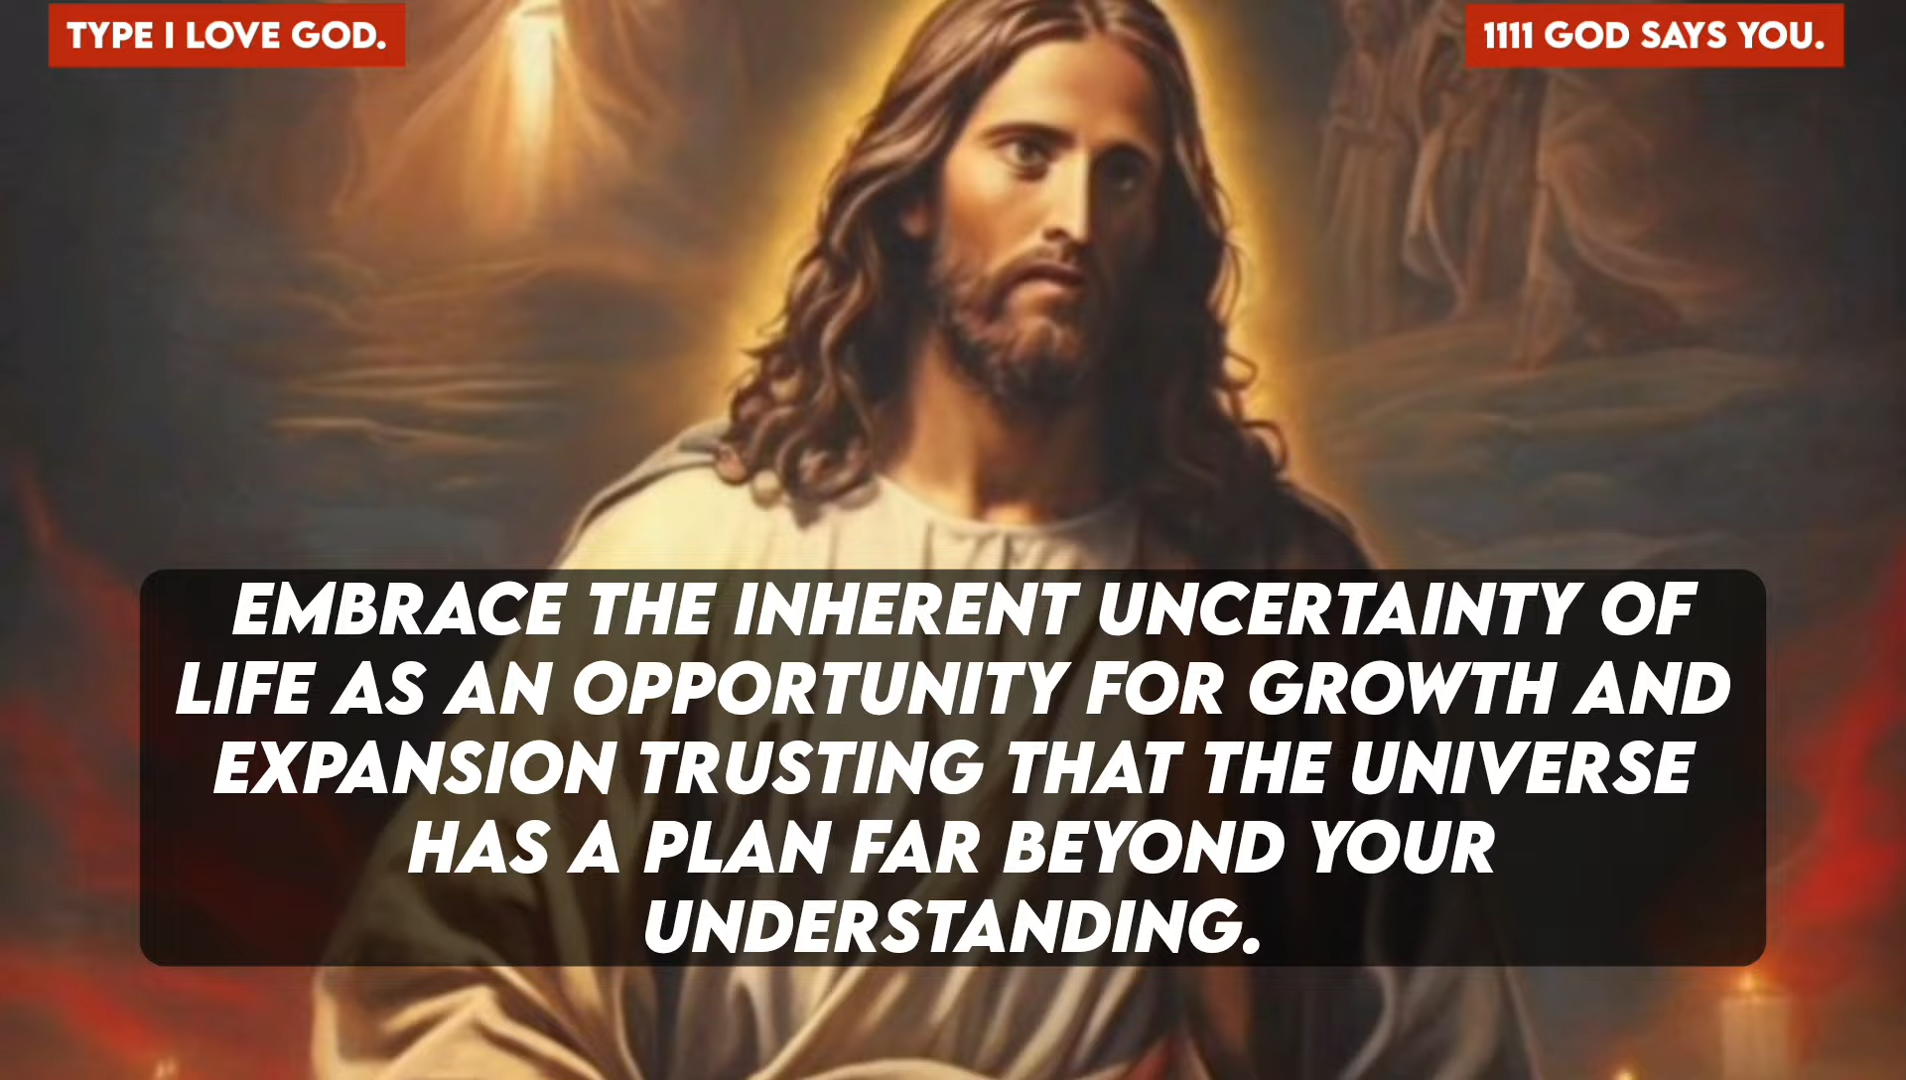 TYPE I LOVE GOD.
1111 GOD SAYS YOU.
EMBRACE THE INHERENT UNCERTAINTY OF
LIFE AS AN OPPORTUNITY FOR GROWTH AND
EXPANSION TRUSTING THAT THE UNIVERSE
HAS A PLAN FAR BEYOND YOUR
UNDERSTANDING.